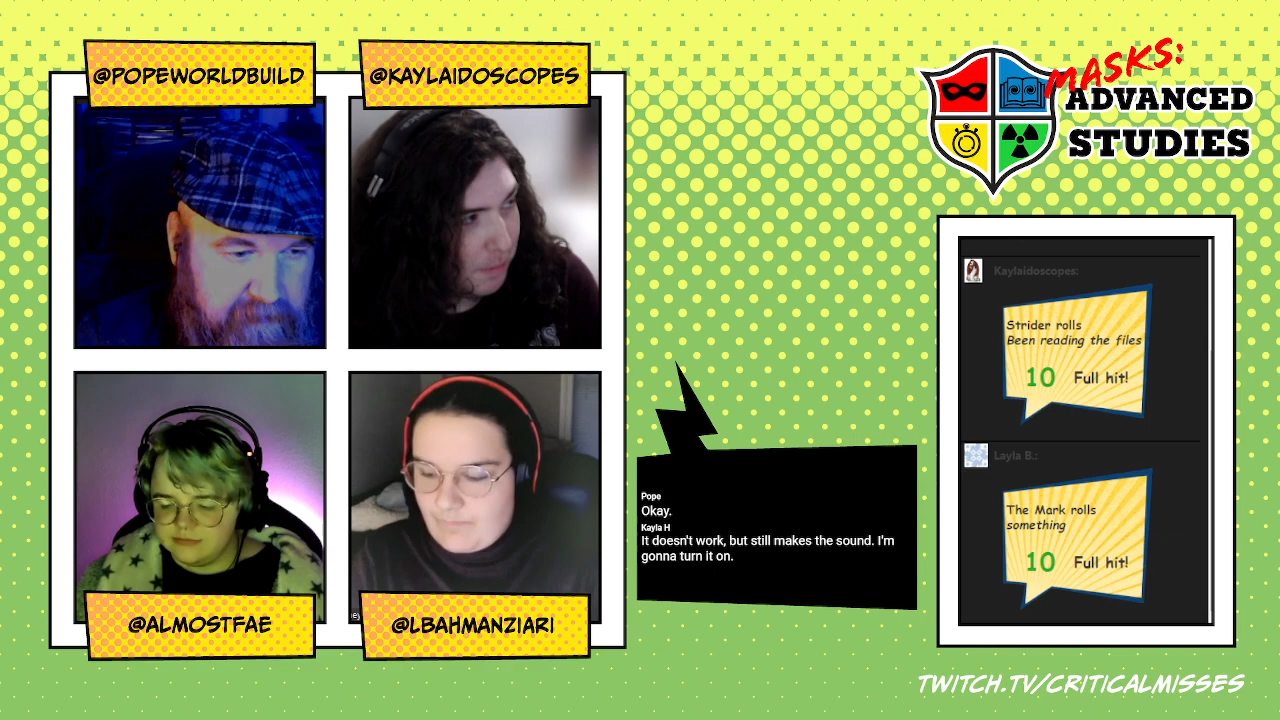 @POPEWORLDBUILD
@KAYLAIDOSCOPES
@ALMOSTFAE
@LBAHMANZIARI
Pope
Okay.
Kayla H
It doesn't work, but still makes the sound. I'm
gonna turn it on.
MASKS:
ADVANCED
STUDIES
Kaylaidoscopes:
Strider rolls
Been reading the files
10 Full hit!
Layla B.:
The Mark rolls
something
10 Full hit!
TWITCH.TV/CRITICALMISSES